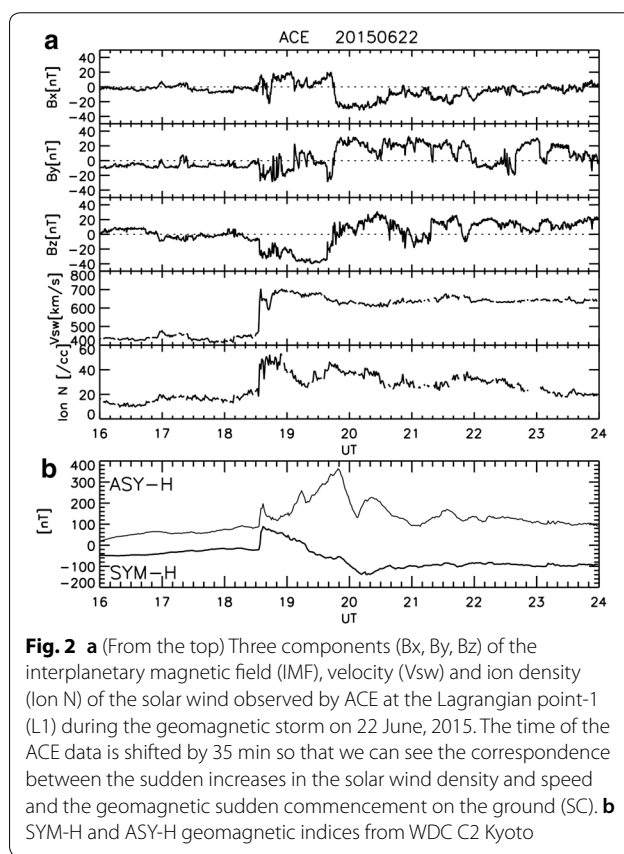 a
ACE 20150622
Bx[nT]
40
20
0
−20
−40
By[nT]
40
20
0
−20
−40
Bz[nT]
40
20
0
−20
−40
Vsw[km/s]
800
700
600
500
400
Ion N [/cc]
60
40
20
0
16 17 18 19 20 21 22 23 24
UT
b
ASY−H
SYM−H
[nT]
400
300
200
100
0
−100
−200
16 17 18 19 20 21 22 23 24
UT
Fig. 2 a (From the top) Three components (Bx, By, Bz) of the
interplanetary magnetic field (IMF), velocity (Vsw) and ion density
(Ion N) of the solar wind observed by ACE at the Lagrangian point-1
(L1) during the geomagnetic storm on 22 June, 2015. The time of the
ACE data is shifted by 35 min so that we can see the correspondence
between the sudden increases in the solar wind density and speed
and the geomagnetic sudden commencement on the ground (SC). b
SYM-H and ASY-H geomagnetic indices from WDC C2 Kyoto